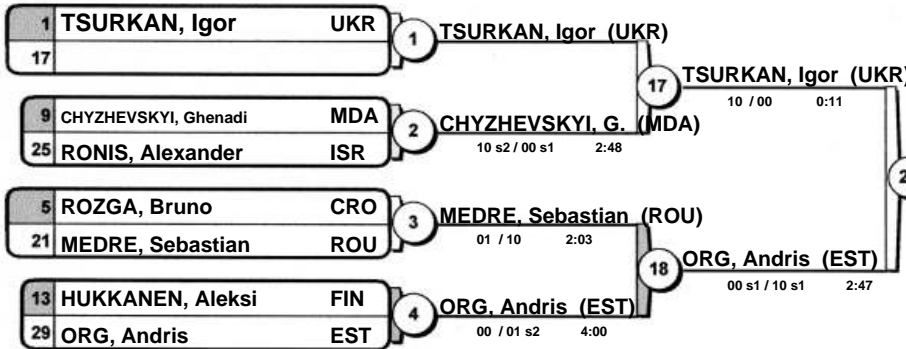 1 TSURKAN, Igor UKR
17
1
TSURKAN, Igor (UKR)
9 CHYZHEVSKYI, Ghenadi MDA
25 RONIS, Alexander ISR
2
CHYZHEVSKYI, G. (MDA)
10 s2 / 00 s1 2:48
17
TSURKAN, Igor (UKR)
10 / 00 0:11
5 ROZGA, Bruno CRO
21 MEDRE, Sebastian ROU
3
MEDRE, Sebastian (ROU)
01 / 10 2:03
13 HUKKANEN, Aleksi FIN
29 ORG, Andris EST
4
ORG, Andris (EST)
00 / 01 s2 4:00
18
ORG, Andris (EST)
00 s1 / 10 s1 2:47